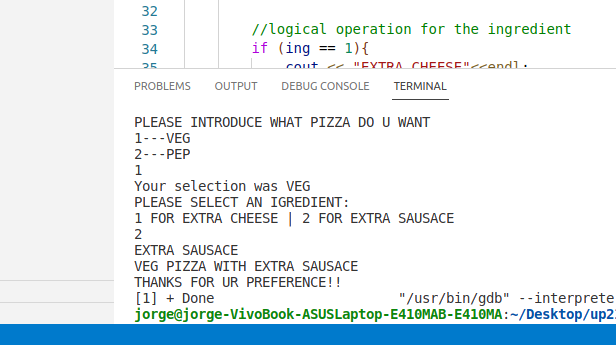 32
33 //logical operation for the ingredient
34 if (ing == 1){
35 cout << "EXTRA CHEESE"<<endl;
PROBLEMS OUTPUT DEBUG CONSOLE TERMINAL
PLEASE INTRODUCE WHAT PIZZA DO U WANT
1---VEG
2---PEP
1
Your selection was VEG
PLEASE SELECT AN IGREDIENT:
1 FOR EXTRA CHEESE | 2 FOR EXTRA SAUSACE
2
EXTRA SAUSACE
VEG PIZZA WITH EXTRA SAUSACE
THANKS FOR UR PREFERENCE!!
[1] + Done "/usr/bin/gdb" --interprete
jorge@jorge-VivoBook-ASUSLaptop-E410MAB-E410MA:~/Desktop/up2